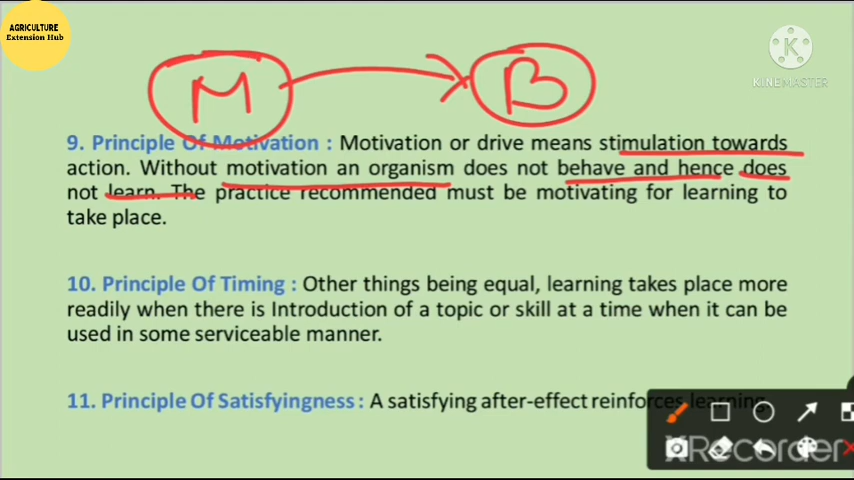 AGRICULTURE
Extension Hub
K
KINEMASTER
M
B
9. Principle Of Motivation : Motivation or drive means stimulation towards
action. Without motivation an organism does not behave and hence does
not learn. The practice recommended must be motivating for learning to
take place.
10. Principle Of Timing : Other things being equal, learning takes place more
readily when there is Introduction of a topic or skill at a time when it can be
used in some serviceable manner.
11. Principle Of Satisfyingness : A satisfying after-effect reinforces learning.
XRecorder